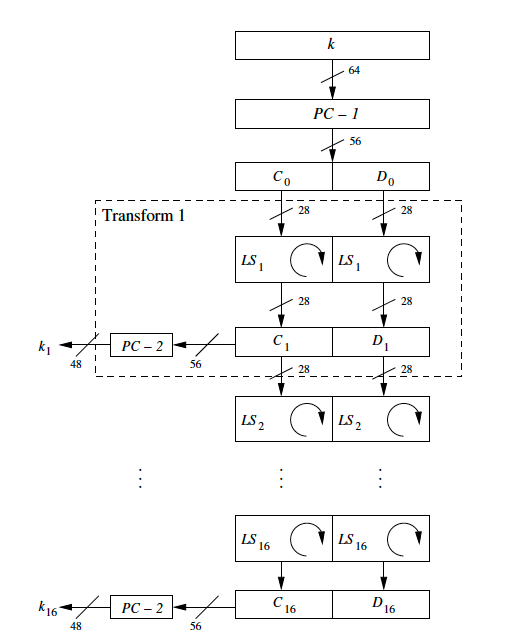 k
64
PC – 1
56
C0 D0
Transform 1
28 28
LS1 LS1
28 28
k1 48 PC – 2 56 C1 D1
28 28
LS2 LS2
⋮ ⋮ ⋮
LS16 LS16
k16 48 PC – 2 56 C16 D16